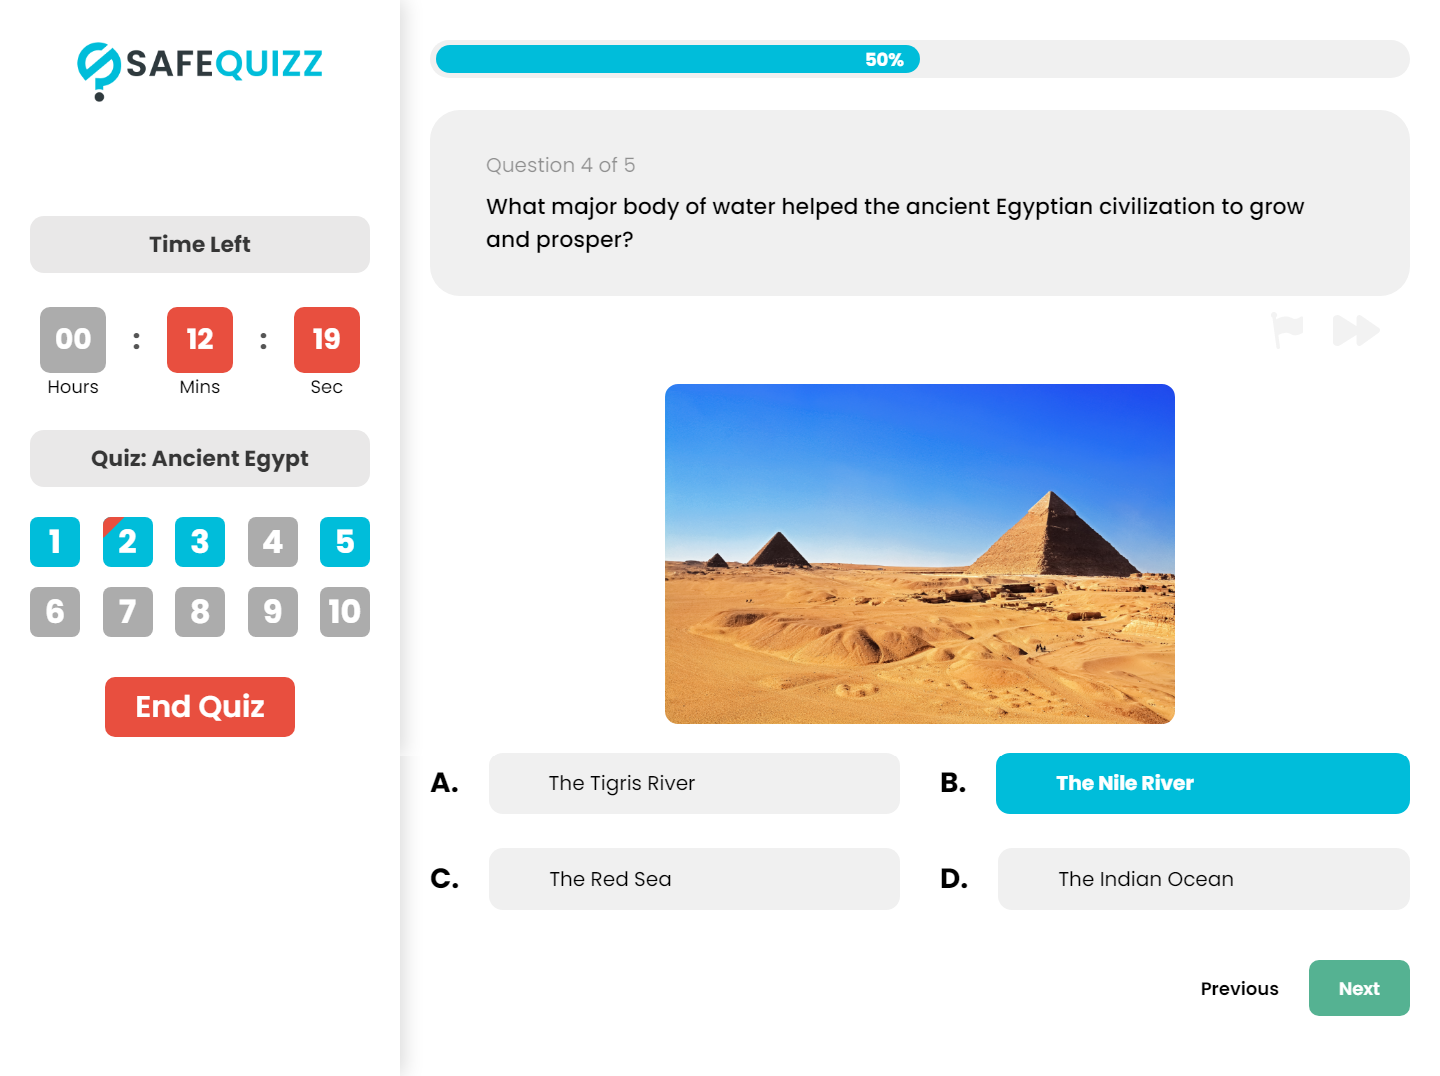 SAFEQUIZZ
Time Left
00 : 12 : 19
Hours Mins Sec
Quiz: Ancient Egypt
1 2 3 4 5
6 7 8 9 10
End Quiz
50%
Question 4 of 5
What major body of water helped the ancient Egyptian civilization to grow
and prosper?
A. The Tigris River
B. The Nile River
C. The Red Sea
D. The Indian Ocean
Previous Next